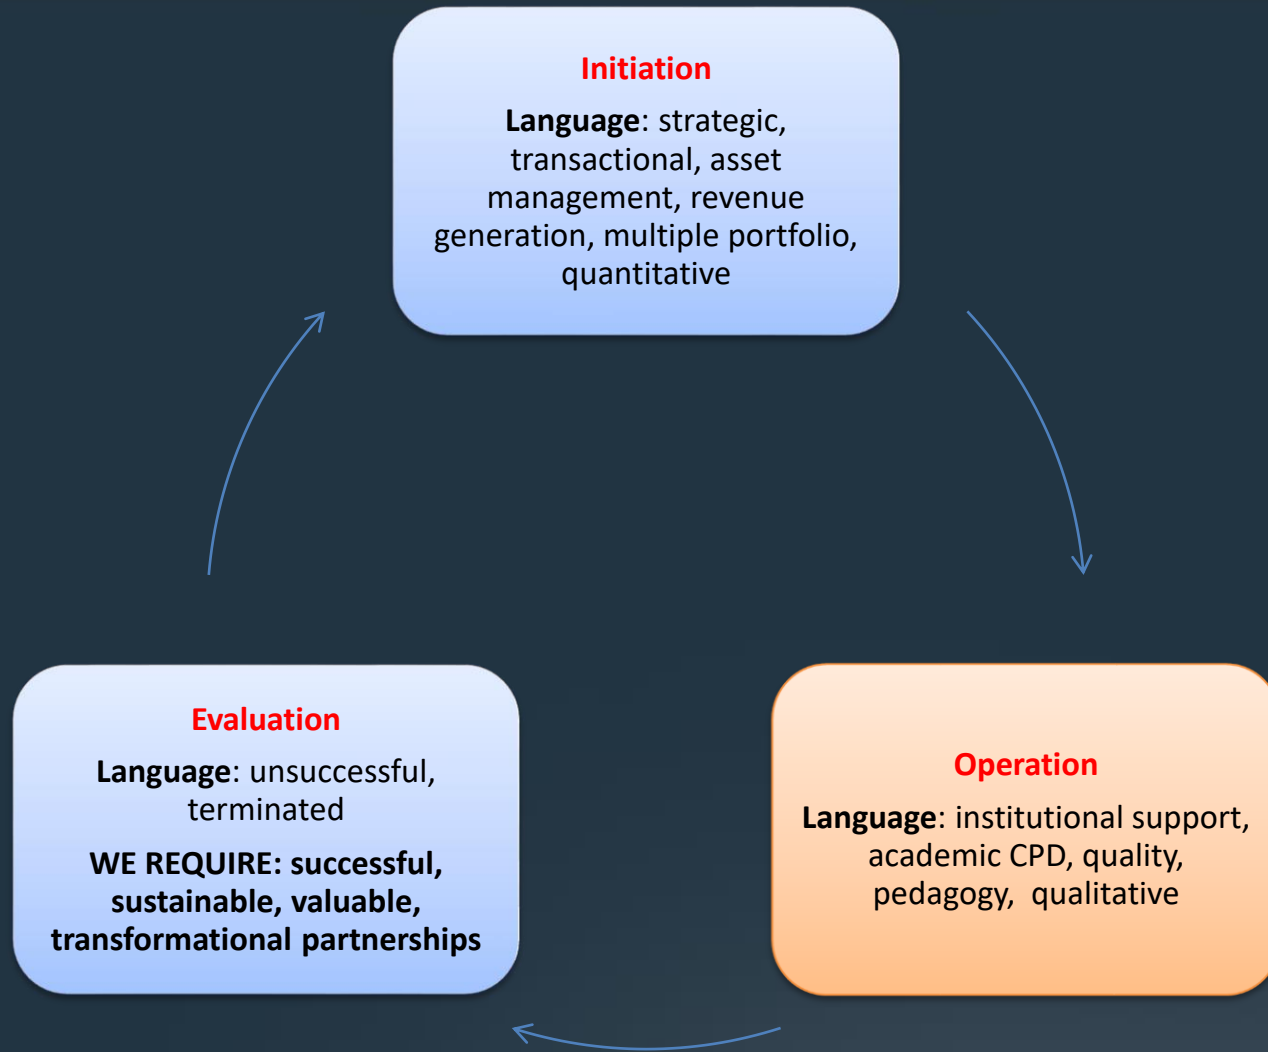 Initiation
Language: strategic,
transactional, asset
management, revenue
generation, multiple portfolio,
quantitative
Evaluation
Language: unsuccessful,
terminated
WE REQUIRE: successful,
sustainable, valuable,
transformational partnerships
Operation
Language: institutional support,
academic CPD, quality,
pedagogy,  qualitative